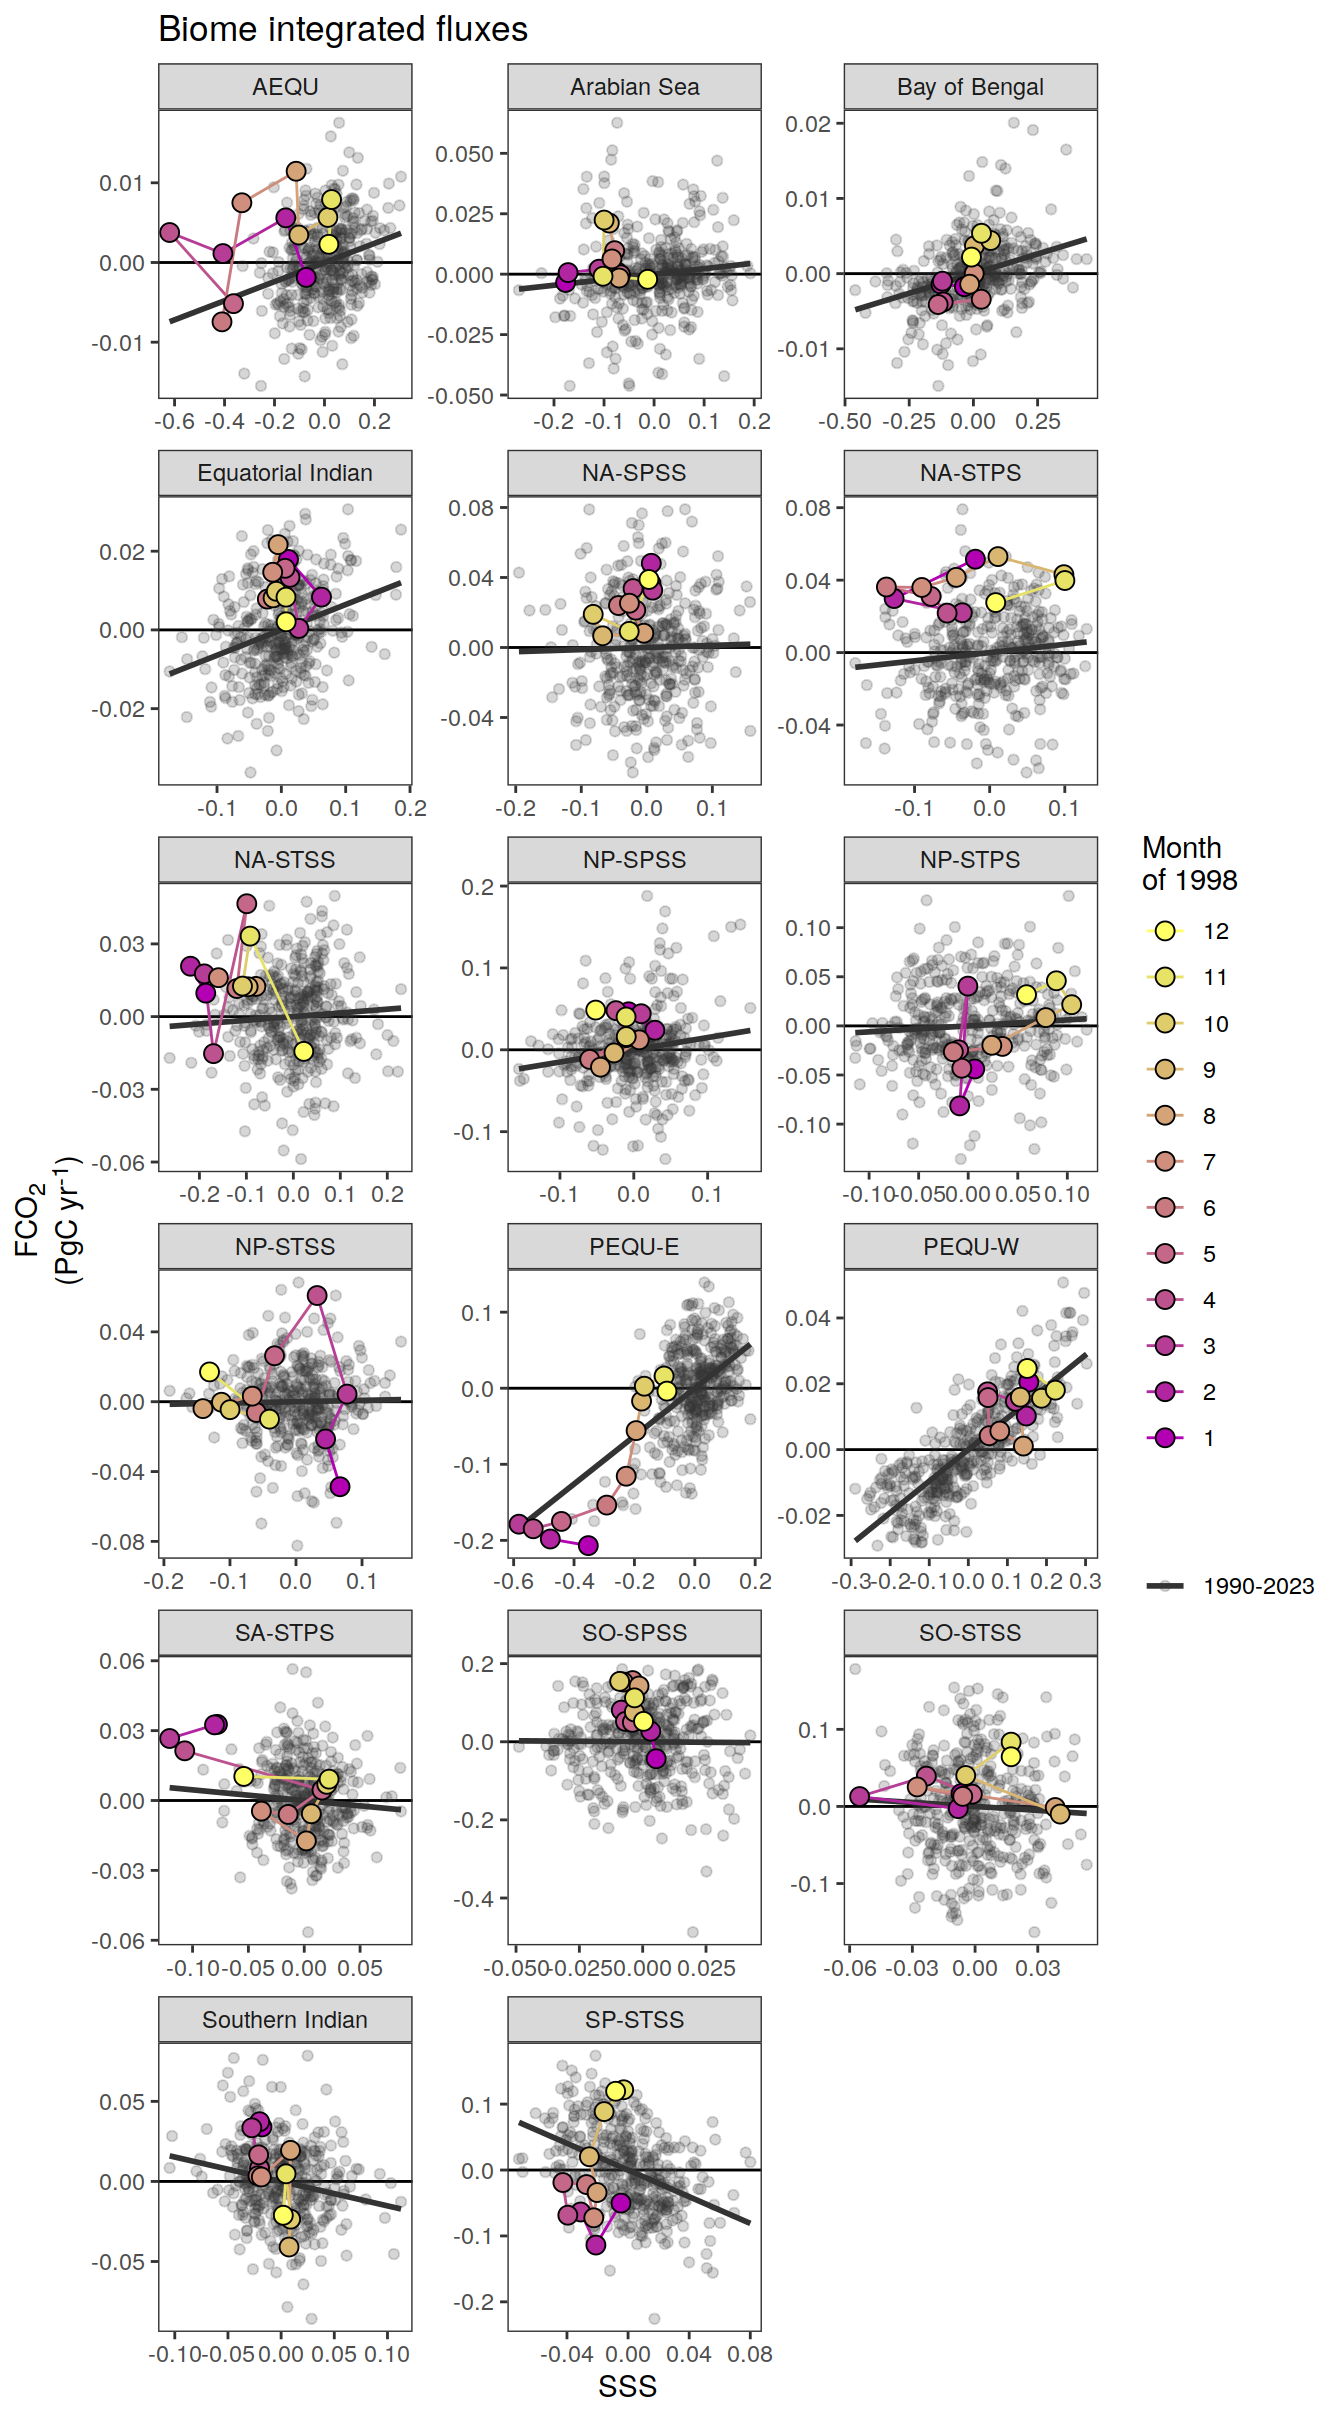 Biome integrated fluxes
AEQU Arabian Sea Bay of Bengal
0.01 0.00 -0.01
0.050 0.025 0.000 -0.025 -0.050
0.02 0.01 0.00 -0.01
-0.6 -0.4 -0.2 0.0 0.2
-0.2 -0.1 0.0 0.1 0.2
-0.50 -0.25 0.00 0.25
Equatorial Indian NA-SPSS NA-STPS
0.02 0.00 -0.02
0.08 0.04 0.00 -0.04
0.08 0.04 0.00 -0.04
-0.1 0.0 0.1 0.2
-0.2 -0.1 0.0 0.1
-0.1 0.0 0.1
NA-STSS NP-SPSS NP-STPS
0.03 0.00 -0.03 -0.06
0.2 0.1 0.0 -0.1
0.10 0.05 0.00 -0.05 -0.10
-0.2 -0.1 0.0 0.1 0.2
-0.1 0.0 0.1
-0.10 -0.05 0.00 0.05 0.10
NP-STSS PEQU-E PEQU-W
0.04 0.00 -0.04 -0.08
0.1 0.0 -0.1 -0.2
0.04 0.02 0.00 -0.02
-0.2 -0.1 0.0 0.1
-0.6 -0.4 -0.2 0.0 0.2
-0.3 -0.2 -0.1 0.0 0.1 0.2 0.3
SA-STPS SO-SPSS SO-STSS
0.06 0.03 0.00 -0.03 -0.06
0.2 0.0 -0.2 -0.4
0.1 0.0 -0.1
-0.10 -0.05 0.00 0.05
-0.050 -0.025 0.000 0.025
-0.06 -0.03 0.00 0.03
Southern Indian SP-STSS
0.05 0.00 -0.05
0.1 0.0 -0.1 -0.2
-0.10 -0.05 0.00 0.05 0.10
-0.04 0.00 0.04 0.08
SSS
FCO2
(PgC yr-1)
Month
of 1998
12
11
10
9
8
7
6
5
4
3
2
1
1990-2023